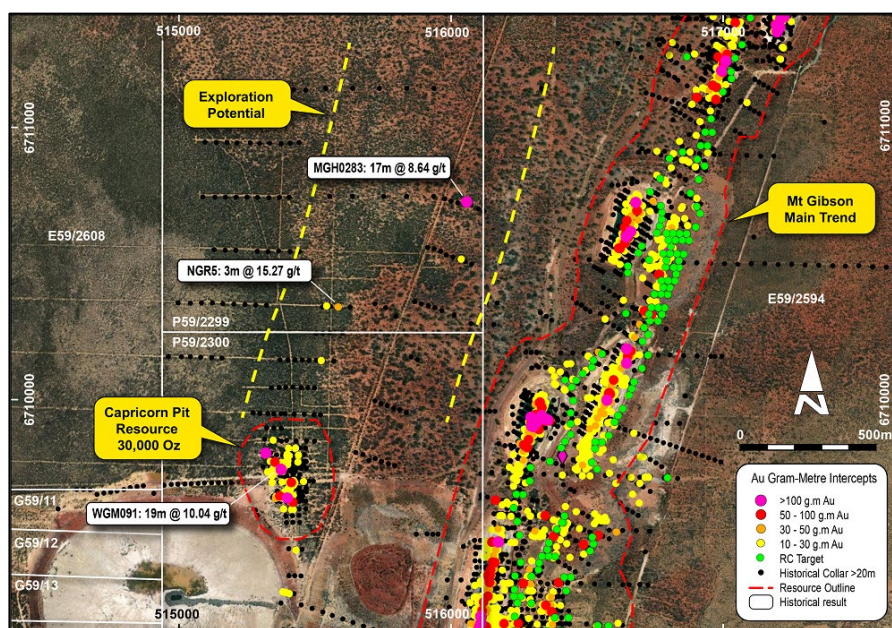 515000
516000
517000
6711000
6711000
Exploration
Potential
MGH0283: 17m @ 8.64 g/t
Mt Gibson
Main Trend
E59/2608
NGR5: 3m @ 15.27 g/t
E59/2594
P59/2299
P59/2300
6710000
6710000
N
Capricorn Pit
Resource
30,000 Oz
0
500m
G59/11
WGM091: 19m @ 10.04 g/t
G59/12
G59/13
515000
516000
Au Gram-Metre Intercepts
>100 g.m Au
50 - 100 g.m Au
30 - 50 g.m Au
10 - 30 g.m Au
RC Target
Historical Collar >20m
Resource Outline
Historical result